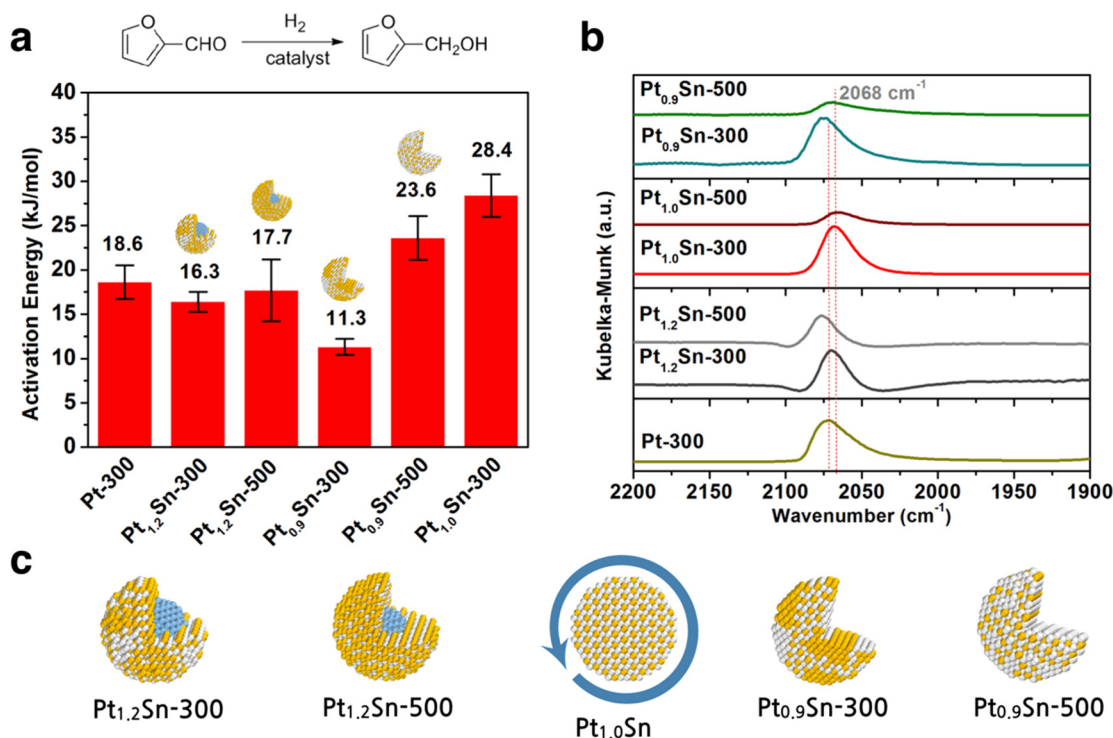 a
O
CHO
H₂
catalyst
O
CH₂OH
Activation Energy (kJ/mol)
40
35
30
25
20
15
10
5
0
18.6
16.3
17.7
11.3
23.6
28.4
Pt-300
Pt₁.₂Sn-300
Pt₁.₂Sn-500
Pt₀.₉Sn-300
Pt₀.₉Sn-500
Pt₁.₀Sn-300
b
Kubelka-Munk (a.u.)
2068 cm⁻¹
Pt₀.₉Sn-500
Pt₀.₉Sn-300
Pt₁.₀Sn-500
Pt₁.₀Sn-300
Pt₁.₂Sn-500
Pt₁.₂Sn-300
Pt-300
2200 2150 2100 2050 2000 1950 1900
Wavenumber (cm⁻¹)
c
Pt₁.₂Sn-300
Pt₁.₂Sn-500
Pt₁.₀Sn
Pt₀.₉Sn-300
Pt₀.₉Sn-500